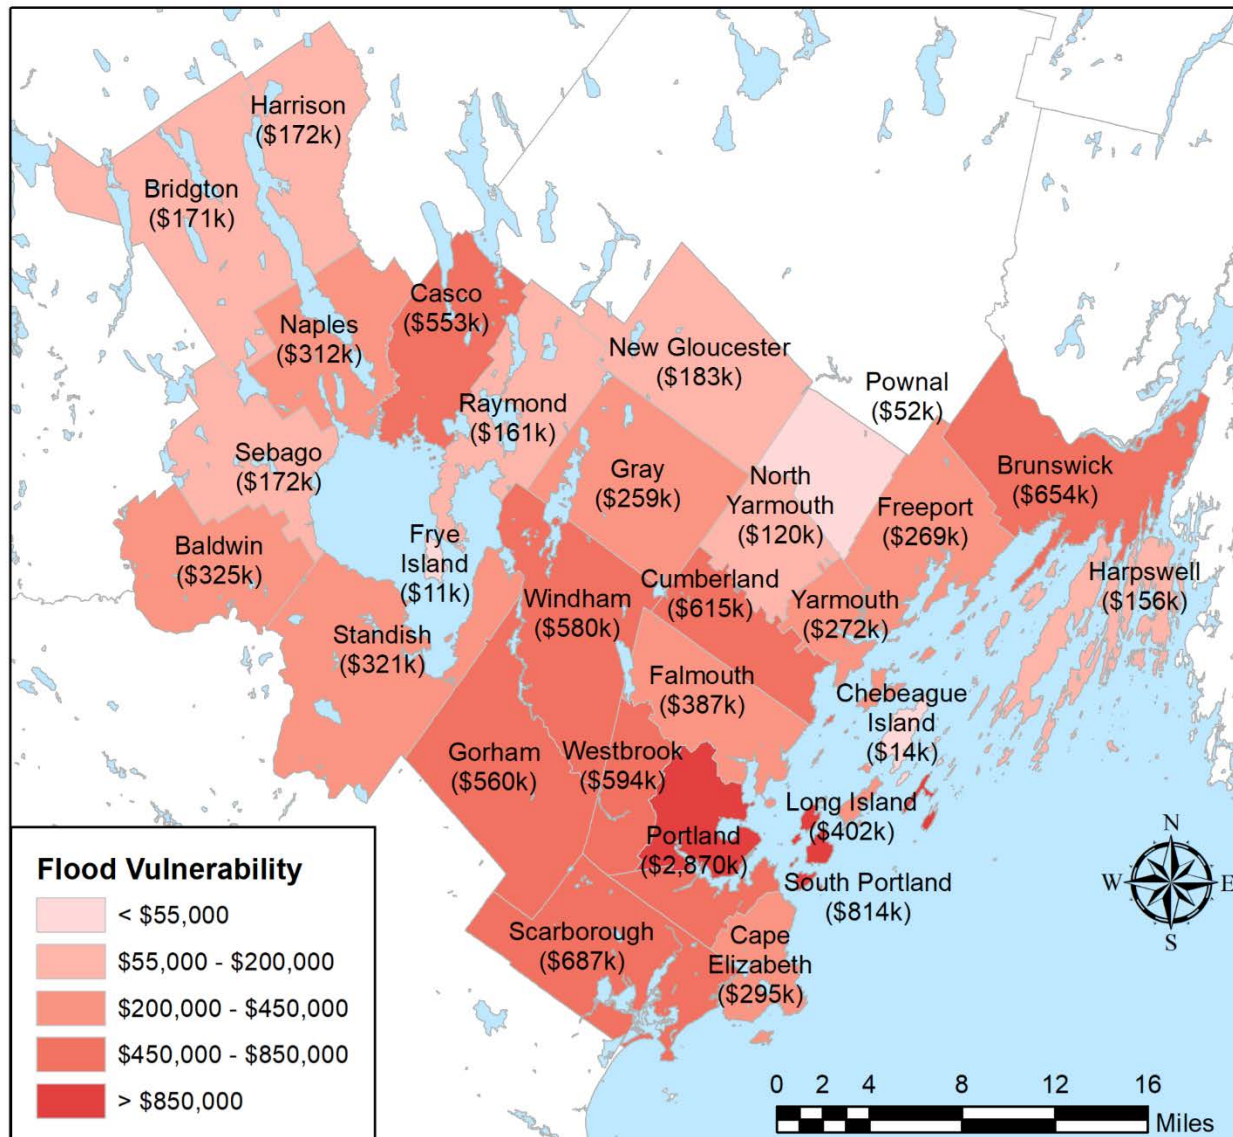 Harrison
($172k)
Bridgton
($171k)
Casco
($553k)
Naples
($312k)
New Gloucester
($183k)
Pownal
($52k)
Raymond
($161k)
Sebago
($172k)
Gray
($259k)
North
Yarmouth
($120k)
Brunswick
($654k)
Freeport
($269k)
Baldwin
($325k)
Frye
Island
($11k)
Windham
($580k)
Cumberland
($615k)
Yarmouth
($272k)
Harpswell
($156k)
Standish
($321k)
Falmouth
($387k)
Chebeague
Island
($14k)
Gorham
($560k)
Westbrook
($594k)
Long Island
($402k)
Portland
($2,870k)
South Portland
($814k)
Scarborough
($687k)
Cape
Elizabeth
($295k)
N
W
E
S
Flood Vulnerability
< $55,000
$55,000 - $200,000
$200,000 - $450,000
$450,000 - $850,000
> $850,000
0 2 4 8 12 16
Miles